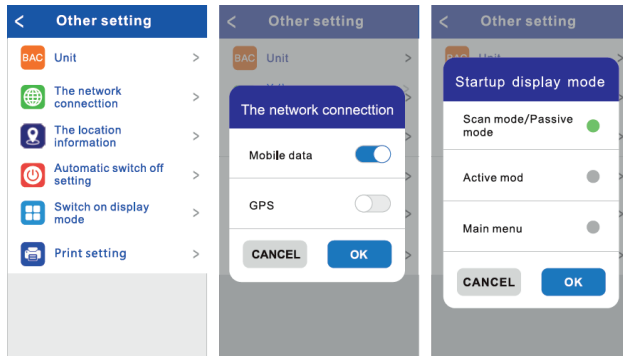 < Other setting
BAC Unit >
The network
connecttion >
The location
information >
Automatic switch off
setting >
Switch on display
mode >
Print setting >
< Other setting
BAC Unit >
The network connecttion
Mobile data
GPS
CANCEL OK
< Other setting
BAC Unit
Startup display mode
Scan mode/Passive
mode
Active mod
Main menu
CANCEL OK